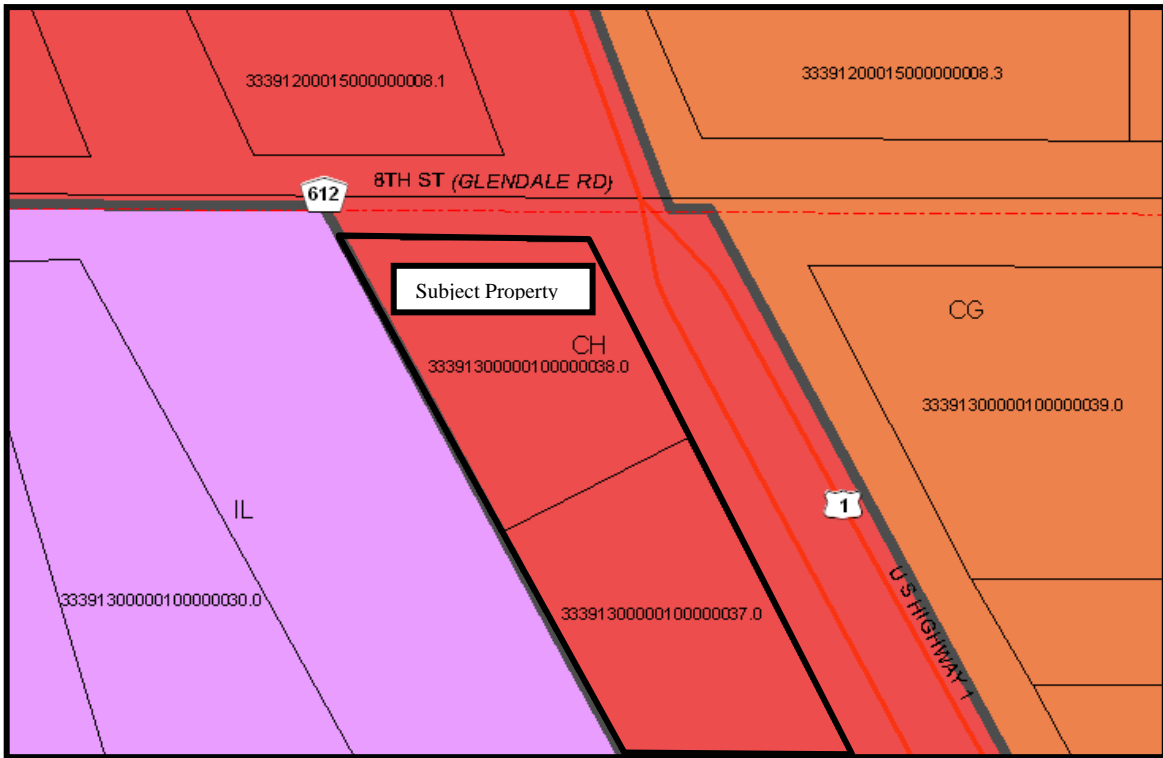 33391200015000000008.1
33391200015000000008.3
8TH ST (GLENDALE RD)
612
Subject Property
CG
CH
33391300000100000038.0
33391300000100000039.0
1
IL
33391300000100000030.0
33391300000100000037.0
U S HIGHWAY 1